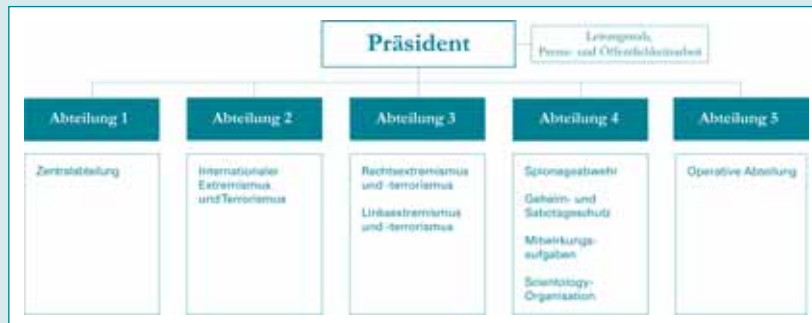 Präsident
Leitungsstab,
Presse- und Öffentlichkeitsarbeit
Abteilung 1
Abteilung 2
Abteilung 3
Abteilung 4
Abteilung 5
Zentralabteilung
Internationaler
Extremismus
und Terrorismus
Rechtsextremismus
und -terrorismus
Linksextremismus
und -terrorismus
Spionageabwehr
Geheim- und
Sabotageschutz
Mitwirkungs-
aufgaben
Scientology-
Organisation
Operative Abteilung